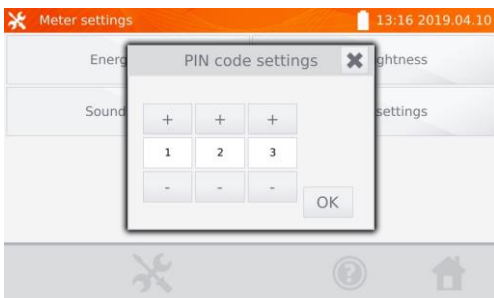 Meter settings
13:16 2019.04.10
Energ
PIN code settings
ghtness
Sound
settings
+ + +
1 2 3
- - -
OK